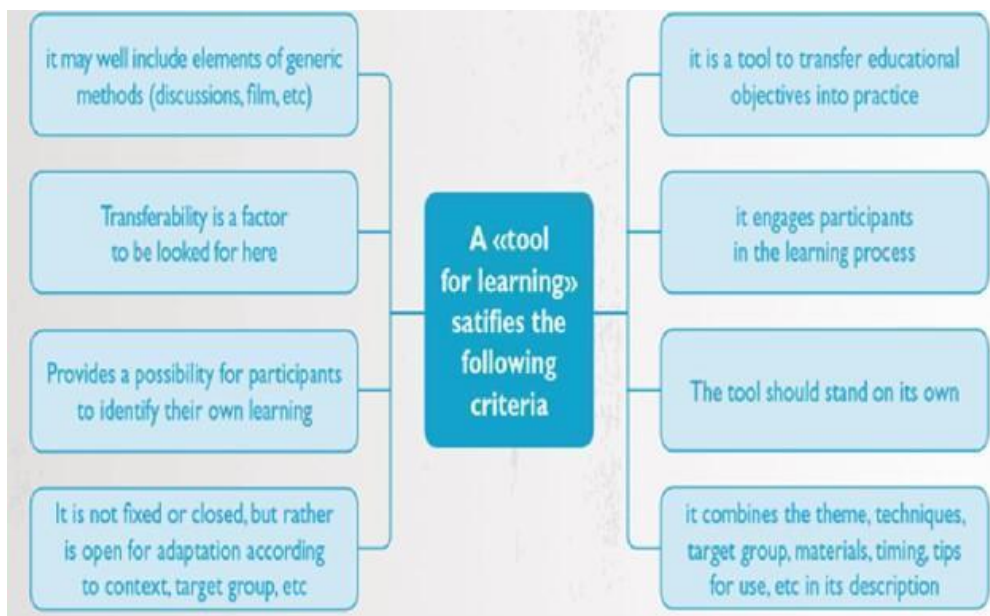 it may well include elements of generic
methods (discussions, film, etc)
Transferability is a factor
to be looked for here
Provides a possibility for participants
to identify their own learning
It is not fixed or closed, but rather
is open for adaptation according
to context, target group, etc
A «tool
for learning»
satifies the
following
criteria
it is a tool to transfer educational
objectives into practice
it engages participants
in the learning process
The tool should stand on its own
it combines the theme, techniques,
target group, materials, timing, tips
for use, etc in its description